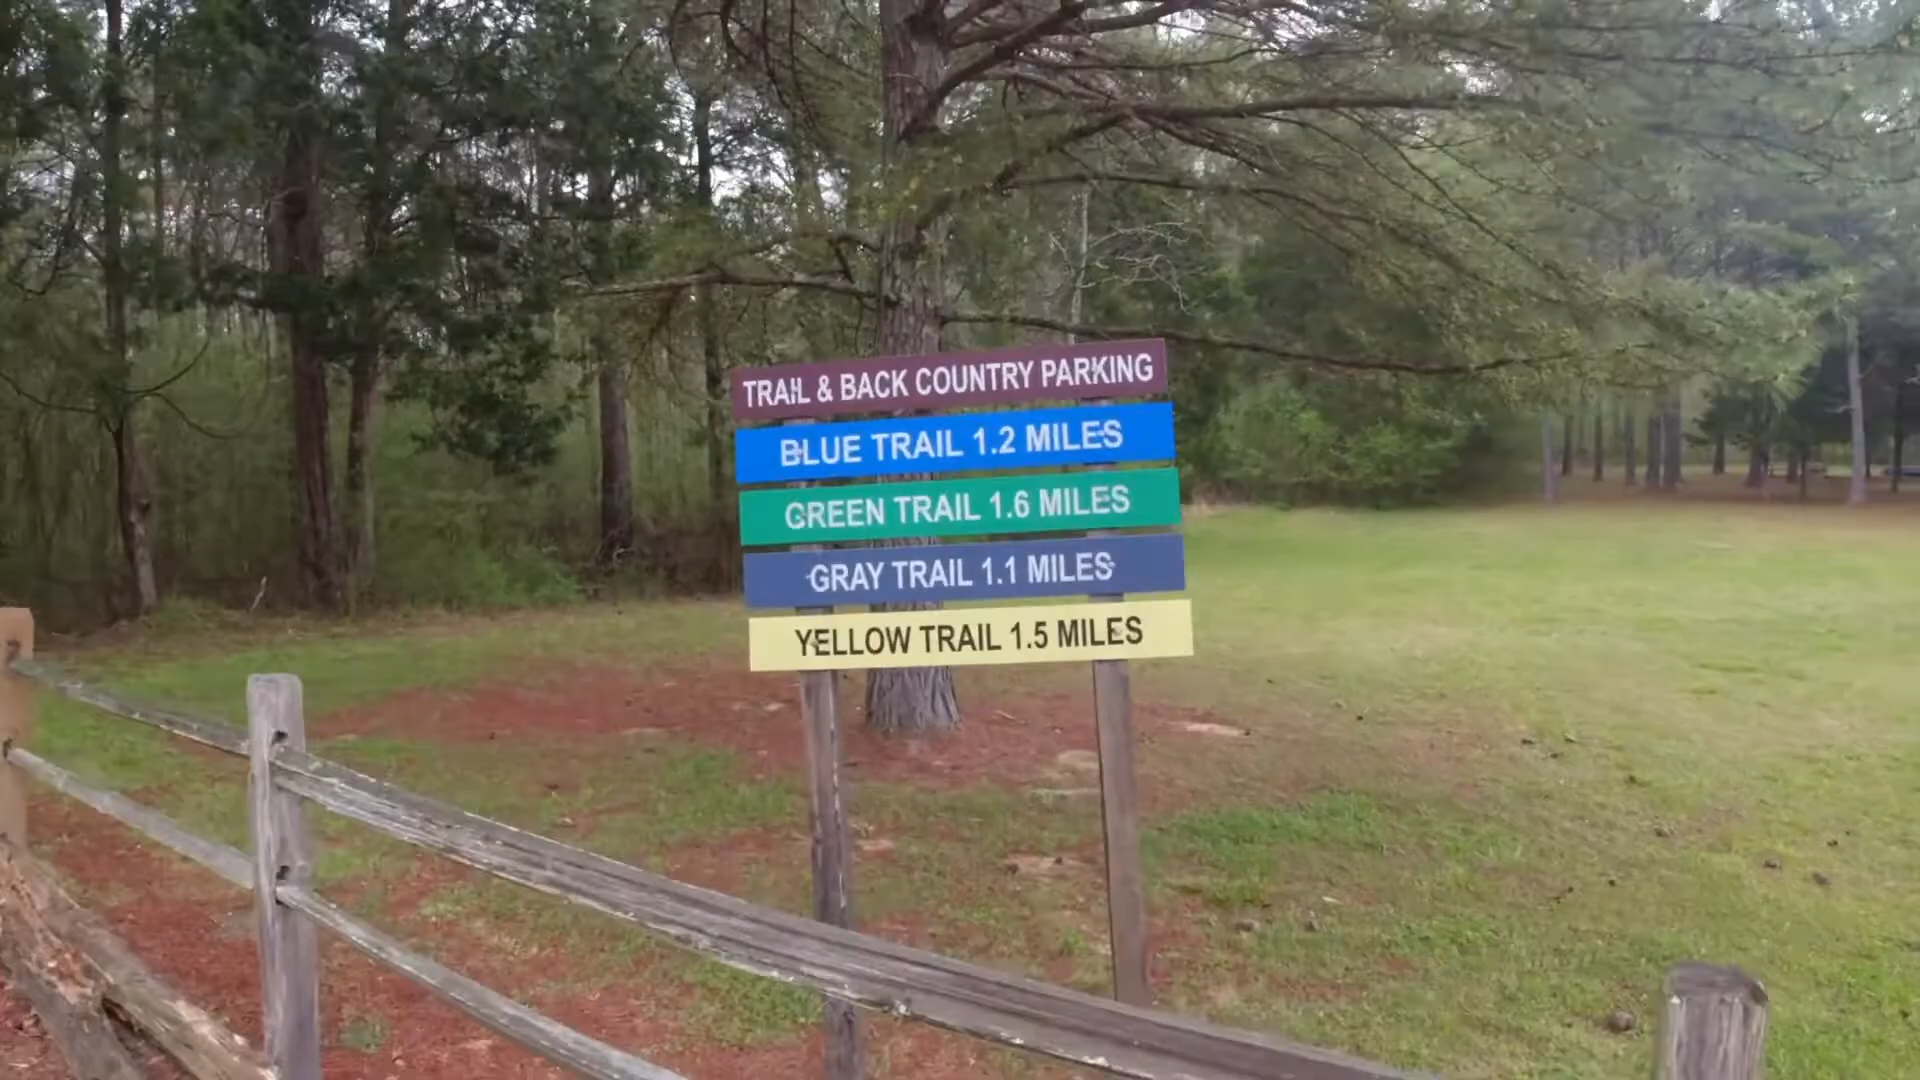 TRAIL & BACK COUNTRY PARKING
BLUE TRAIL 1.2 MILES
GREEN TRAIL 1.6 MILES
GRAY TRAIL 1.1 MILES
YELLOW TRAIL 1.5 MILES